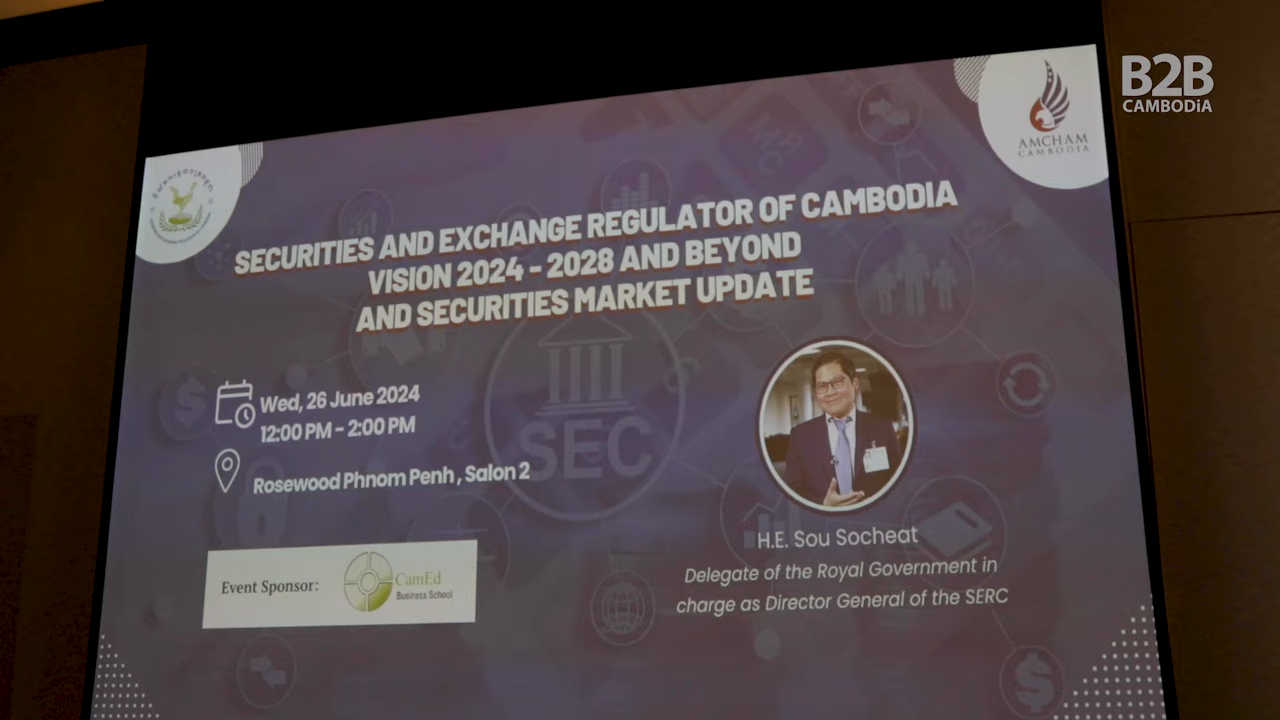 B2B
CAMBODiA
AMCHAM
CAMBODIA
SECURITIES AND EXCHANGE REGULATOR OF CAMBODIA
VISION 2024 - 2028 AND BEYOND
AND SECURITIES MARKET UPDATE
Wed, 26 June 2024
12:00 PM - 2:00 PM
Rosewood Phnom Penh , Salon 2
SEC
H.E. Sou Socheat
Delegate of the Royal Government in
charge as Director General of the SERC
Event Sponsor:
CamEd
Business School